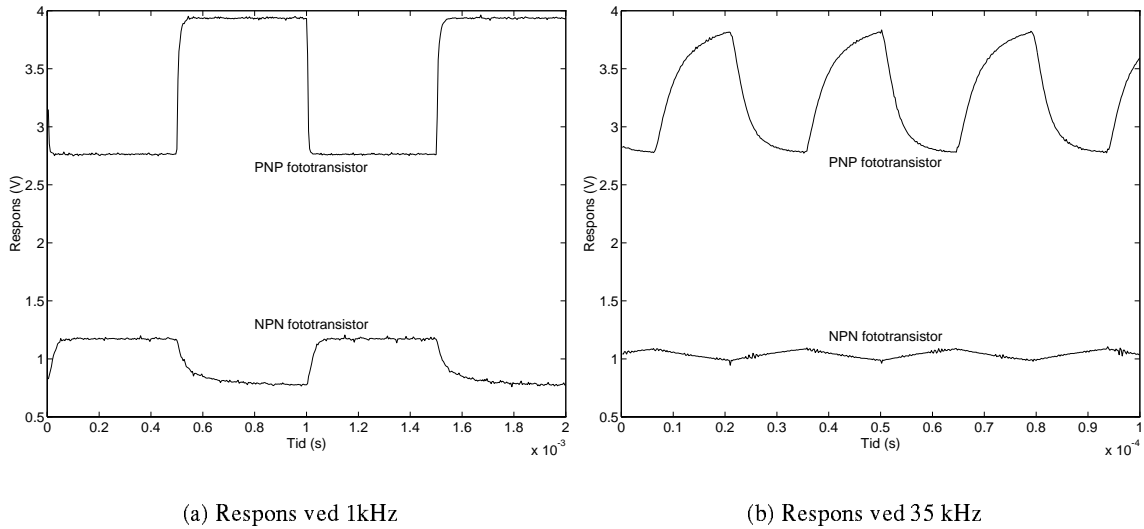 4
3.5
3
2.5
2
1.5
1
0.5
Respons (V)
PNP fototransistor
NPN fototransistor
0 0.2 0.4 0.6 0.8 1 1.2 1.4 1.6 1.8 2
Tid (s)
x 10^-3
(a) Respons ved 1kHz
4
3.5
3
2.5
2
1.5
1
0.5
Respons (V)
PNP fototransistor
NPN fototransistor
0 0.1 0.2 0.3 0.4 0.5 0.6 0.7 0.8 0.9 1
Tid (s)
x 10^-4
(b) Respons ved 35 kHz